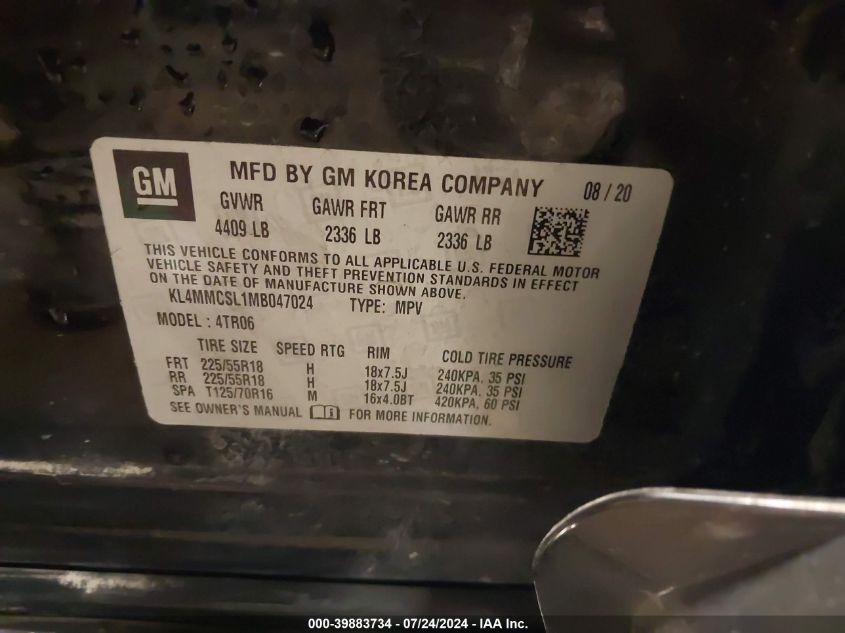 GM
MFD BY GM KOREA COMPANY 08 / 20
GVWR GAWR FRT GAWR RR
4409 LB 2336 LB 2336 LB
THIS VEHICLE CONFORMS TO ALL APPLICABLE U.S. FEDERAL MOTOR
VEHICLE SAFETY AND THEFT PREVENTION STANDARDS IN EFFECT
ON THE DATE OF MANUFACTURE SHOWN ABOVE.
KL4MMCSL1MB047024 TYPE: MPV
MODEL : 4TR06
TIRE SIZE SPEED RTG RIM COLD TIRE PRESSURE
FRT 225/55R18 H 18x7.5J 240KPA, 35 PSI
RR 225/55R18 H 18x7.5J 240KPA, 35 PSI
SPA T125/70R16 M 16x4.0BT 420KPA, 60 PSI
SEE OWNER'S MANUAL FOR MORE INFORMATION.
000-39883734 - 07/24/2024 - IAA, Inc.